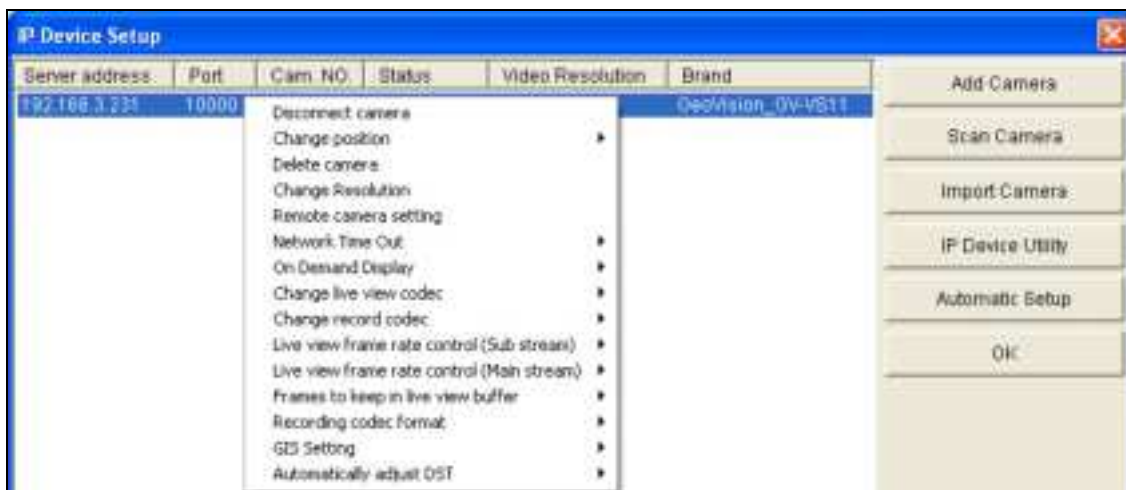 IP Device Setup
Server address Port Cam. NO. Status Video Resolution Brand
192.168.3.231 10000 GeoVision_GV-VS11
Disconnect camera
Change position
Delete camera
Change Resolution
Remote camera setting
Network Time Out
On Demand Display
Change live view codec
Change record codec
Live view frame rate control (Sub stream)
Live view frame rate control (Main stream)
Frames to keep in live view buffer
Recording codec format
GIS Setting
Automatically adjust DST
Add Camera
Scan Camera
Import Camera
IP Device Utility
Automatic Setup
OK